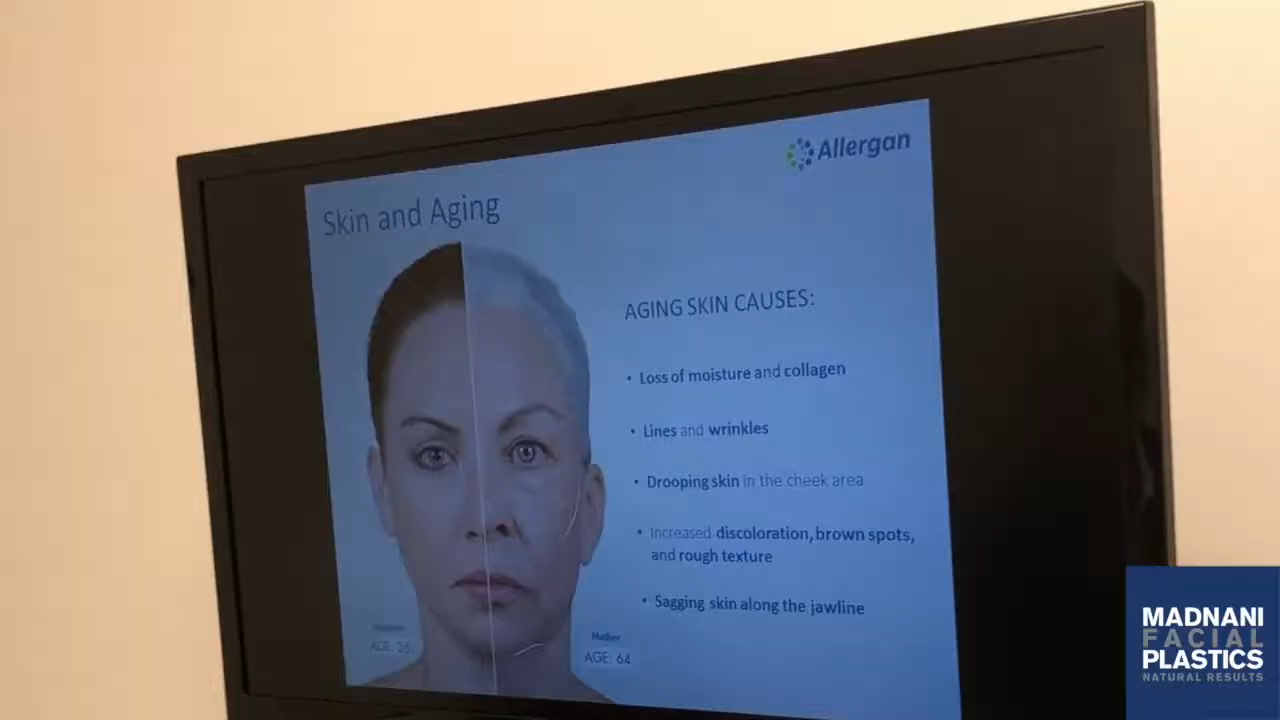 Allergan
Skin and Aging
AGING SKIN CAUSES:
• Loss of moisture and collagen
• Lines and wrinkles
• Drooping skin in the cheek area
• Increased discoloration, brown spots,
and rough texture
• Sagging skin along the jawline
AGE: 26
Mother
AGE: 64
MADNANI
FACIAL
PLASTICS
NATURAL RESULTS